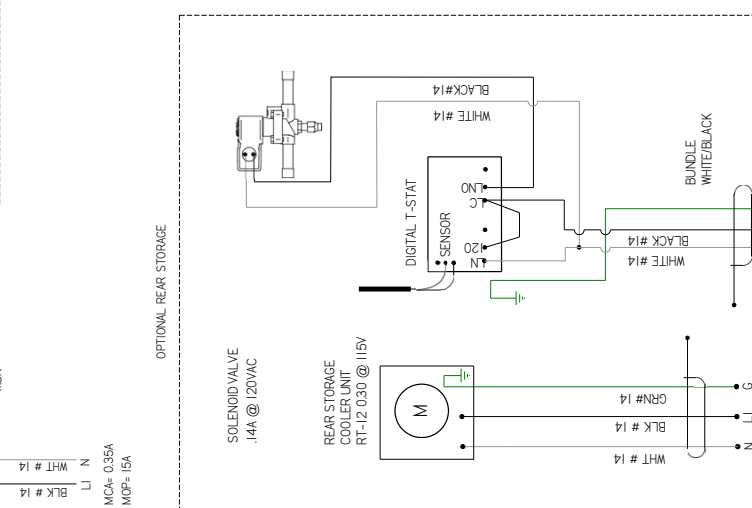 BLACK#14
WHITE #14
BUNDLE
WHITE/BLACK
DIGITAL T-STAT
SENSOR
LNO
LC
120
LN
BLACK #14
WHITE #14
OPTIONAL REAR STORAGE
SOLENOID VALVE
.14A @ 120VAC
REAR STORAGE
COOLER UNIT
RT-12 0.30 @ 115V
M
GRN# 14
BLK # 14
WHT # 14
G
L1
N
WHT # 14
N
BLK # 14
L1
MCA= 0.35A
MOP= 15A